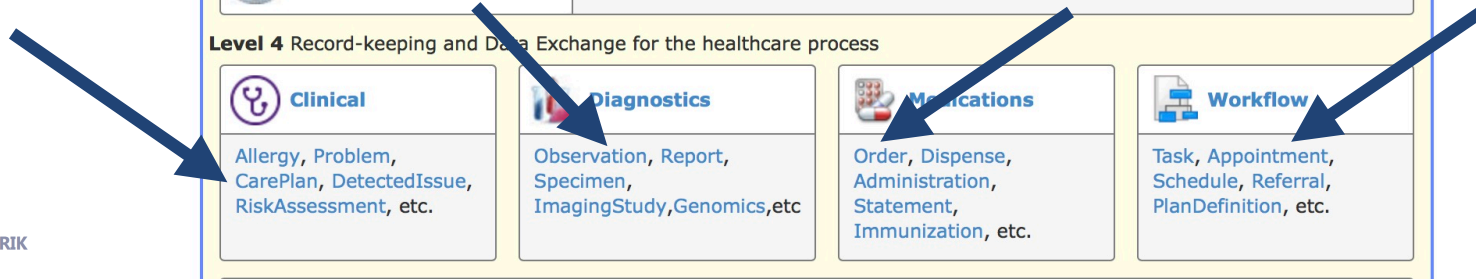 Level 4 Record-keeping and Data Exchange for the healthcare process
Clinical
Allergy, Problem,
CarePlan, DetectedIssue,
RiskAssessment, etc.
Diagnostics
Observation, Report,
Specimen,
ImagingStudy,Genomics,etc
Medications
Order, Dispense,
Administration,
Statement,
Immunization, etc.
Workflow
Task, Appointment,
Schedule, Referral,
PlanDefinition, etc.
RIK